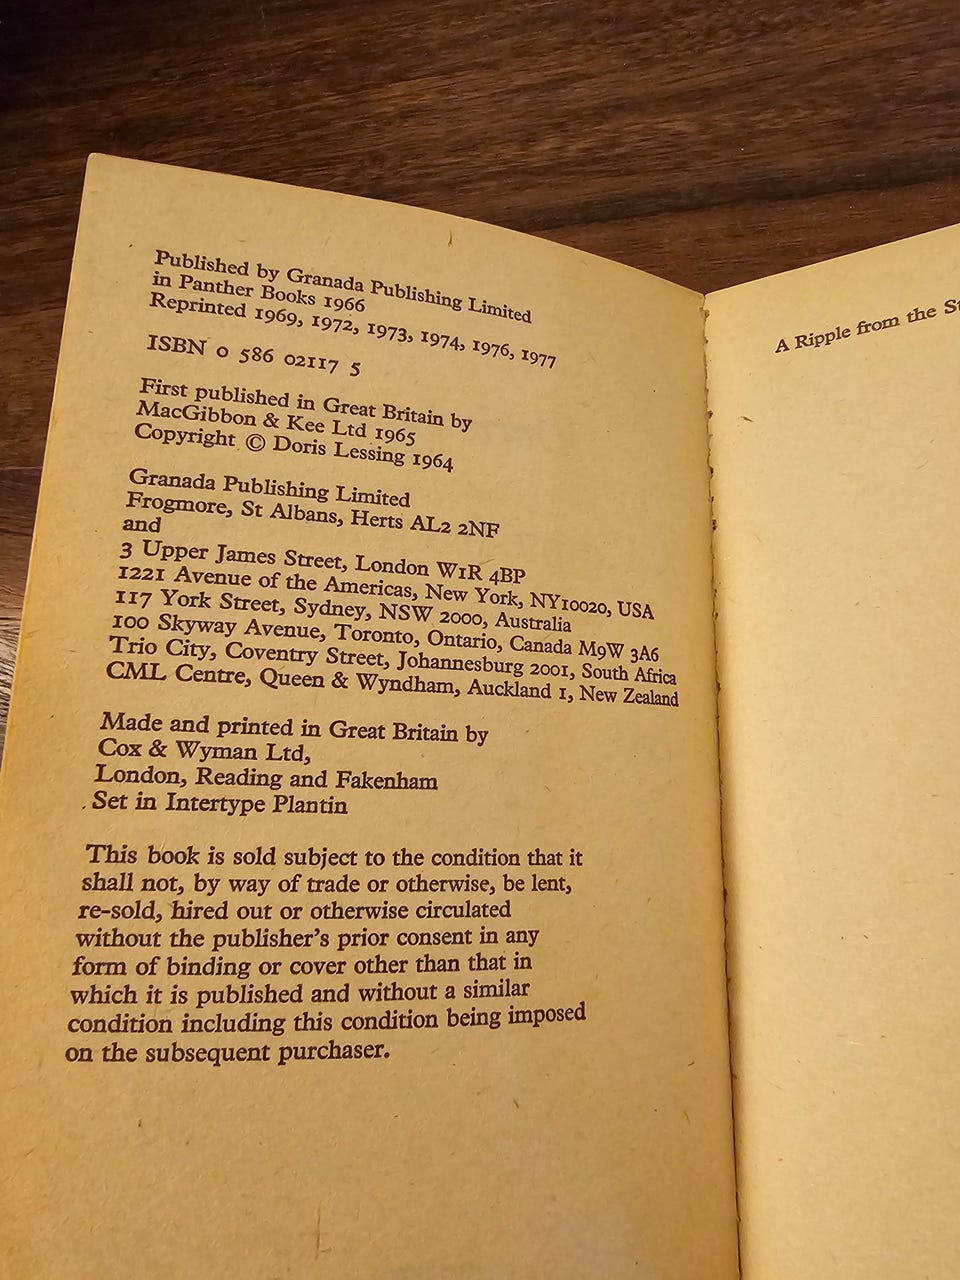 Published by Granada Publishing Limited
in Panther Books 1966
Reprinted 1969, 1972, 1973, 1974, 1976, 1977
ISBN 0 586 02117 5
First published in Great Britain by
MacGibbon & Kee Ltd 1965
Copyright © Doris Lessing 1964
Granada Publishing Limited
Frogmore, St Albans, Herts AL2 2NF
and
3 Upper James Street, London W1R 4BP
1221 Avenue of the Americas, New York, NY10020, USA
117 York Street, Sydney, NSW 2000, Australia
100 Skyway Avenue, Toronto, Ontario, Canada M9W 3A6
Trio City, Coventry Street, Johannesburg 2001, South Africa
CML Centre, Queen & Wyndham, Auckland 1, New Zealand
Made and printed in Great Britain by
Cox & Wyman Ltd,
London, Reading and Fakenham
Set in Intertype Plantin
This book is sold subject to the condition that it
shall not, by way of trade or otherwise, be lent,
re-sold, hired out or otherwise circulated
without the publisher's prior consent in any
form of binding or cover other than that in
which it is published and without a similar
condition including this condition being imposed
on the subsequent purchaser.
A Ripple from the